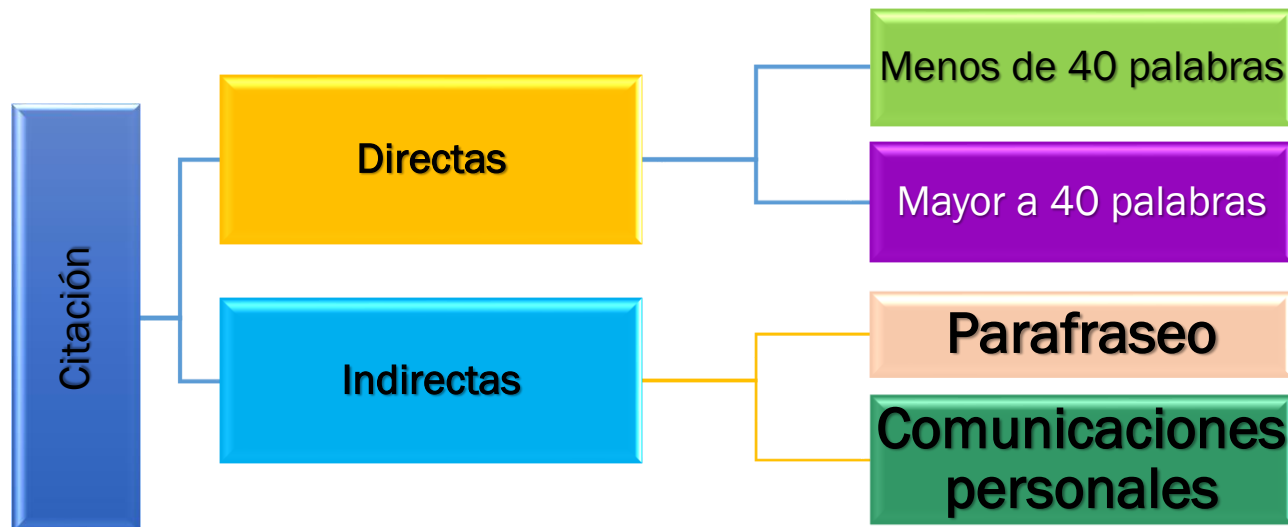 Citación
Directas
Menos de 40 palabras
Mayor a 40 palabras
Indirectas
Parafraseo
Comunicaciones
personales